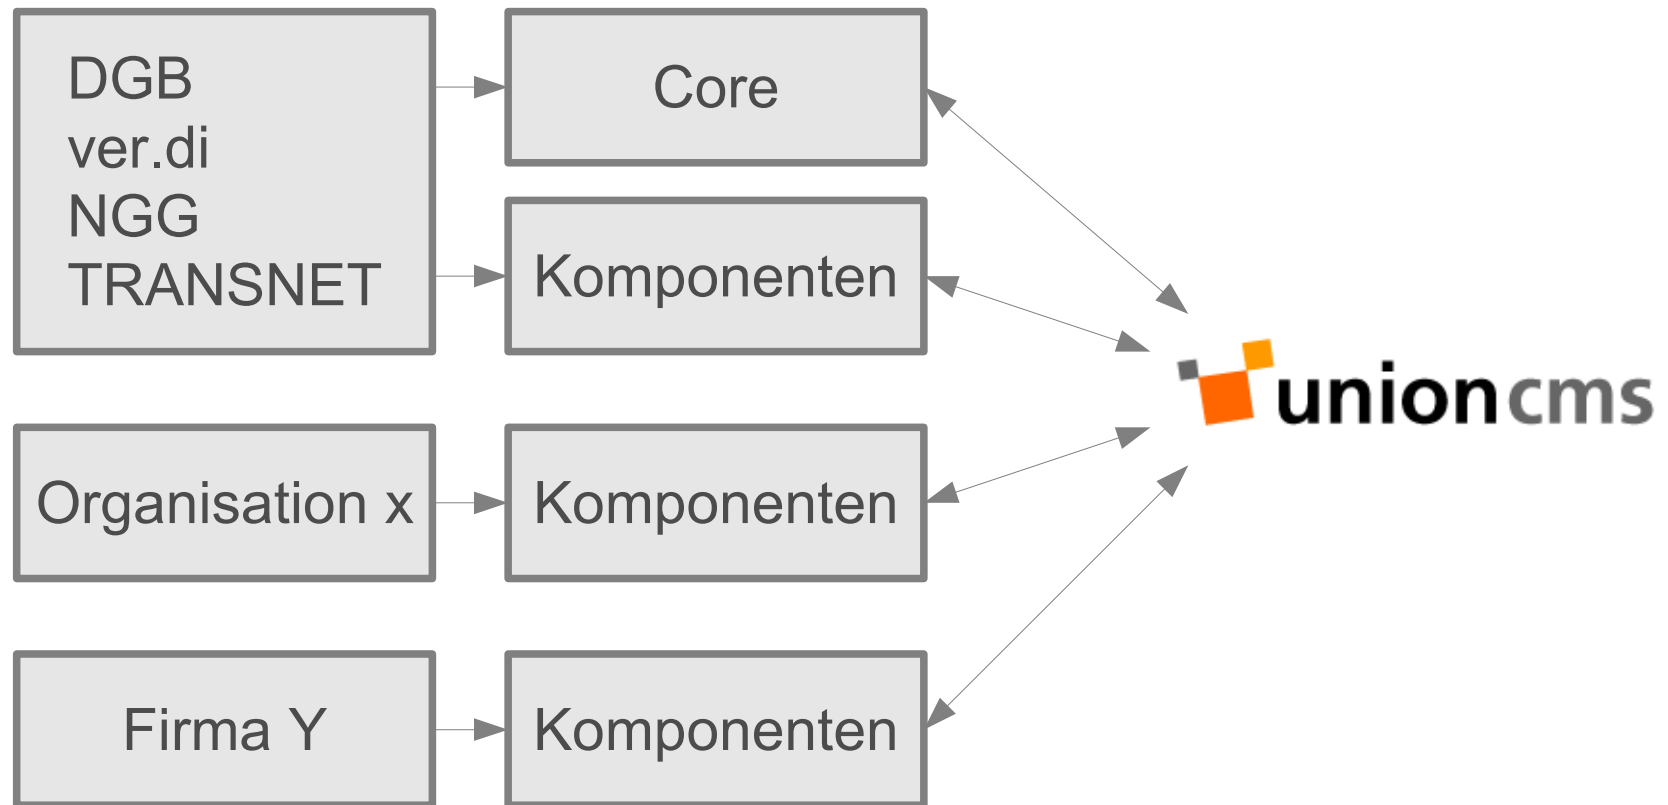 DGB
ver.di
NGG
TRANSNET
Core
Komponenten
unioncms
Organisation x
Komponenten
Firma Y
Komponenten